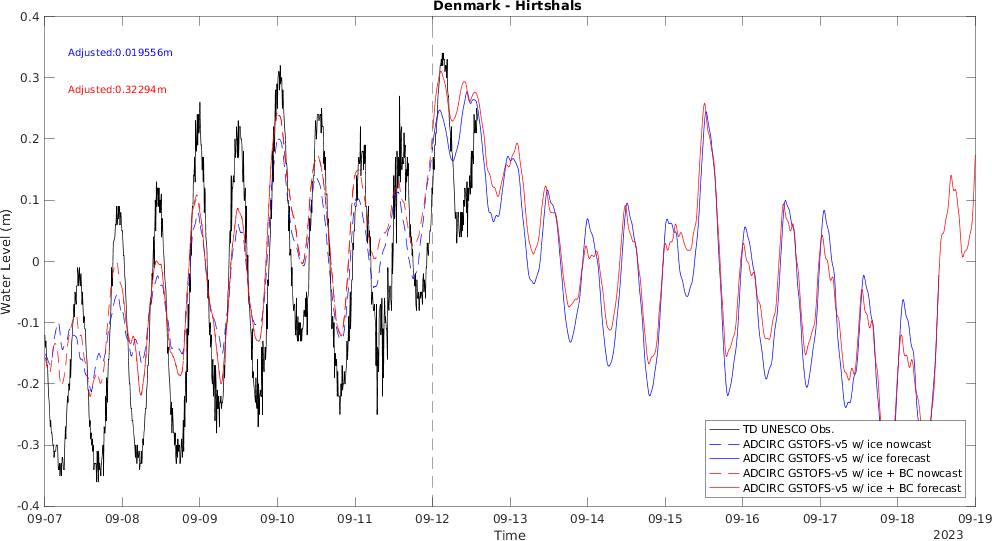 Denmark - Hirtshals
Adjusted:0.019556m
Adjusted:0.32294m
Water Level (m)
0.4
0.3
0.2
0.1
0
-0.1
-0.2
-0.3
-0.4
TD UNESCO Obs.
ADCIRC GSTOFS-v5 w/ ice nowcast
ADCIRC GSTOFS-v5 w/ ice forecast
ADCIRC GSTOFS-v5 w/ ice + BC nowcast
ADCIRC GSTOFS-v5 w/ ice + BC forecast
09-07 09-08 09-09 09-10 09-11 09-12 09-13 09-14 09-15 09-16 09-17 09-18 09-19
Time
2023